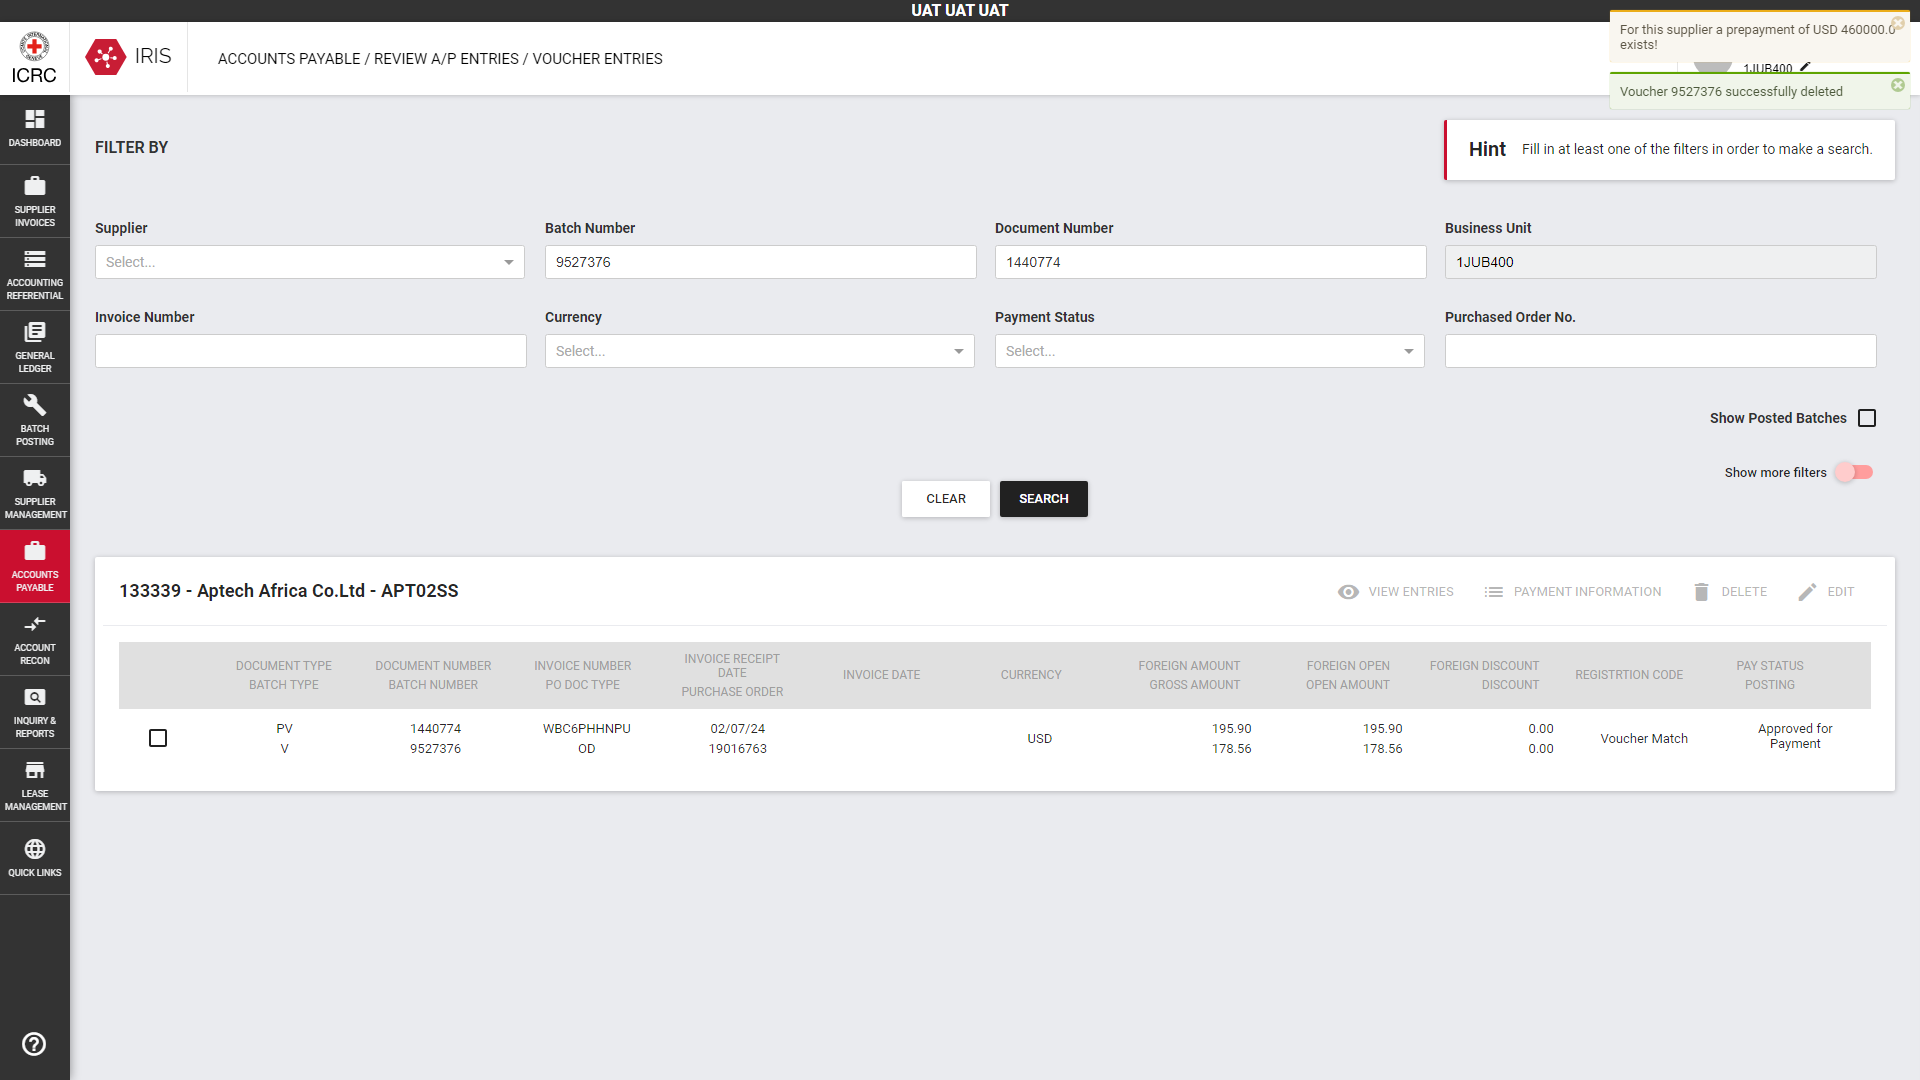 UAT UAT UAT
ICRC
IRIS
ACCOUNTS PAYABLE / REVIEW A/P ENTRIES / VOUCHER ENTRIES
For this supplier a prepayment of USD 460000.0
exists!
1JUB400
Voucher 9527376 successfully deleted
DASHBOARD
SUPPLIER
INVOICES
ACCOUNTING
REFERENTIAL
GENERAL
LEDGER
BATCH
POSTING
SUPPLIER
MANAGEMENT
ACCOUNTS
PAYABLE
ACCOUNT
RECON
INQUIRY &
REPORTS
LEASE
MANAGEMENT
QUICK LINKS
FILTER BY
Hint Fill in at least one of the filters in order to make a search.
Supplier Batch Number Document Number Business Unit
Select... 9527376 1440774 1JUB400
Invoice Number Currency Payment Status Purchased Order No.
Select... Select...
Show Posted Batches
Show more filters
CLEAR SEARCH
133339 - Aptech Africa Co.Ltd - APT02SS
VIEW ENTRIES PAYMENT INFORMATION DELETE EDIT
DOCUMENT TYPE
BATCH TYPE
DOCUMENT NUMBER
BATCH NUMBER
INVOICE NUMBER
PO DOC TYPE
INVOICE RECEIPT
DATE
PURCHASE ORDER
INVOICE DATE
CURRENCY
FOREIGN AMOUNT
GROSS AMOUNT
FOREIGN OPEN
OPEN AMOUNT
FOREIGN DISCOUNT
DISCOUNT
REGISTRTION CODE
PAY STATUS
POSTING
PV
V
1440774
9527376
WBC6PHHNPU
OD
02/07/24
19016763
USD
195.90
178.56
195.90
178.56
0.00
0.00
Voucher Match
Approved for
Payment